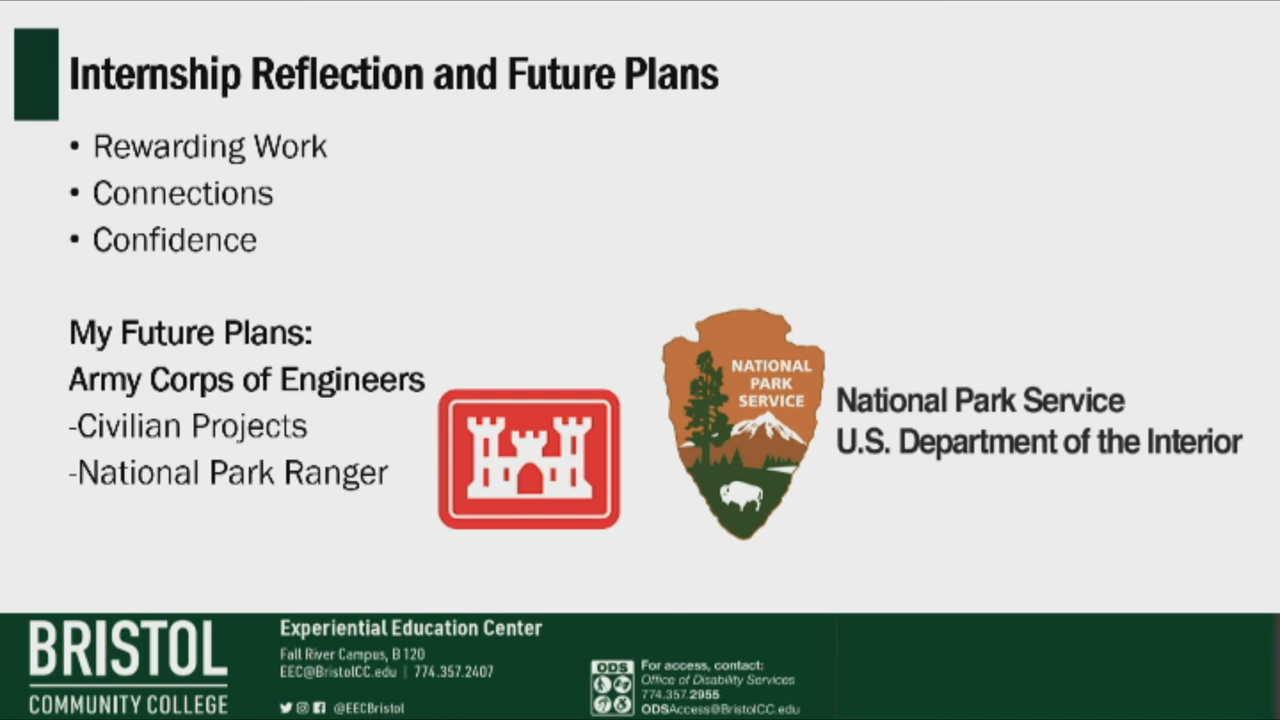 Internship Reflection and Future Plans
• Rewarding Work
• Connections
• Confidence
My Future Plans:
Army Corps of Engineers
-Civilian Projects
-National Park Ranger
NATIONAL
PARK
SERVICE
National Park Service
U.S. Department of the Interior
BRISTOL
COMMUNITY COLLEGE
Experiential Education Center
Fall River Campus, B120
EEC@BristolCC.edu | 774.357.2407
@EECBristol
ODS
For access, contact:
Office of Disability Services
774.357.2955
ODSAccess@BristolCC.edu